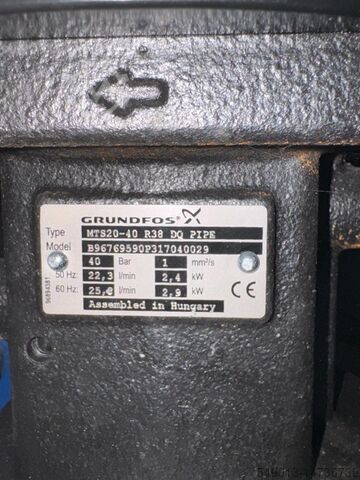 GRUNDFOS
Type MTS20-40 R38 DQ PIPE
Model B96769590P317040029
40 Bar 1 mm²/s
50 Hz: 22,3 l/min 2,4 kW
60 Hz: l/min 2,9 kW
Assembled in Hungary
CE
96894381